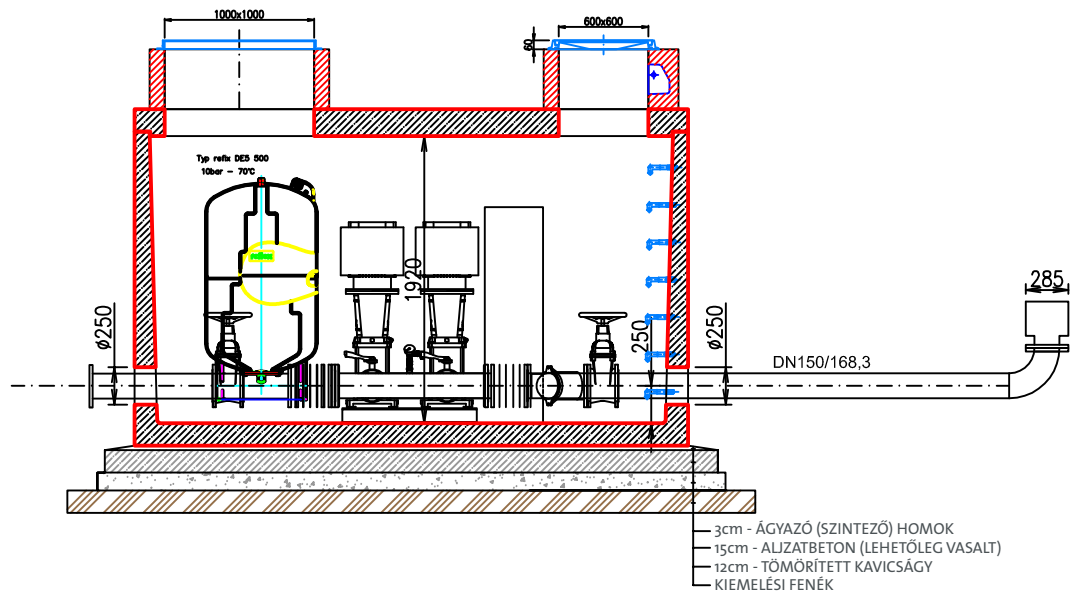 1000x1000
600x600
60
Typ refix DE5 500
10bar - 70°C
1920
ø250
250
ø250
285
DN150/168,3
3cm - ÁGYAZÓ (SZINTEZŐ) HOMOK
15cm - ALJZATBETON (LEHETŐLEG VASALT)
12cm - TÖMÖRÍTETT KAVICSÁGY
KIEMELÉSI FENÉK